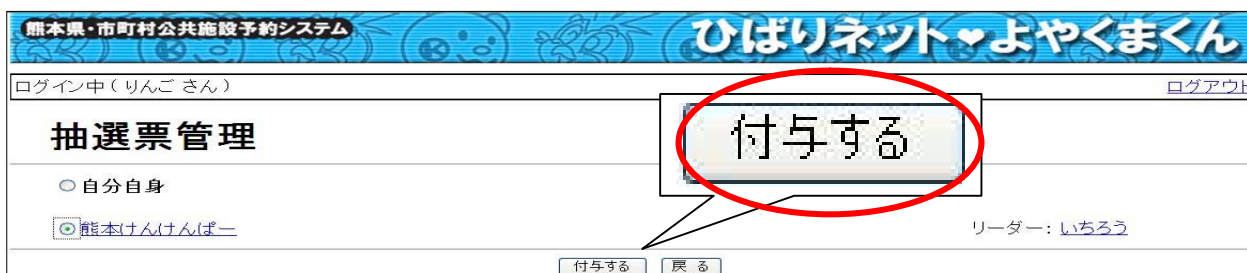 熊本県・市町村公共施設予約システム
ひばりネット♥よやくまくん
ログイン中（りんごさん）
ログアウト
抽選票管理
付与する
自分自身
熊本けんけんぱー
リーダー: いちろう
付与する 戻る